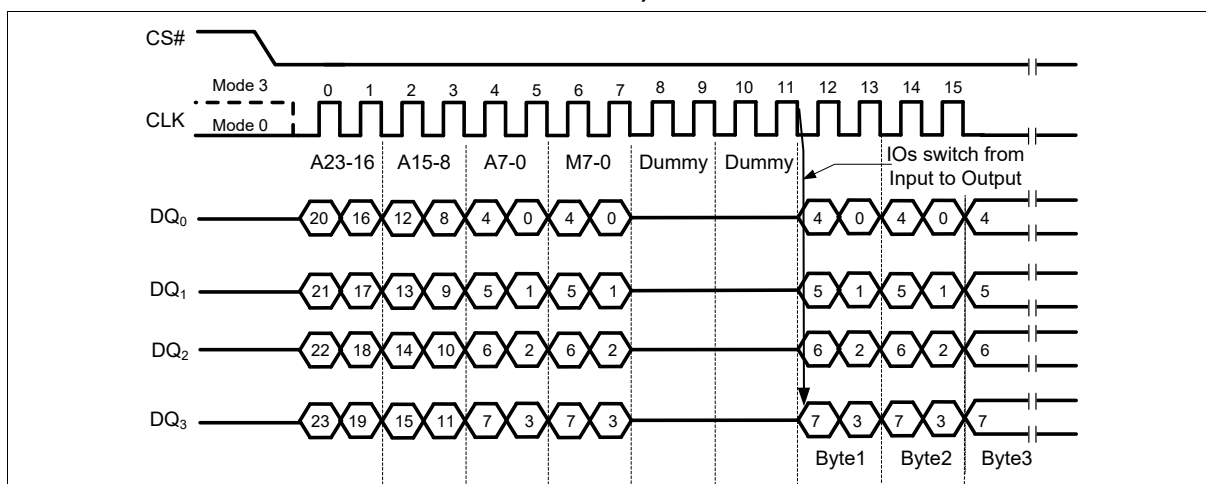 CS#
Mode 3
0 1 2 3 4 5 6 7 8 9 10 11 12 13 14 15
CLK
Mode 0
A23-16 A15-8 A7-0 M7-0 Dummy Dummy
IOs switch from
Input to Output
DQ0 20 16 12 8 4 0 4 0 4 0 4 0 4
DQ1 21 17 13 9 5 1 5 1 5 1 5 1 5
DQ2 22 18 14 10 6 2 6 2 6 2 6 2 6
DQ3 23 19 15 11 7 3 7 3 7 3 7 3 7
Byte1 Byte2 Byte3